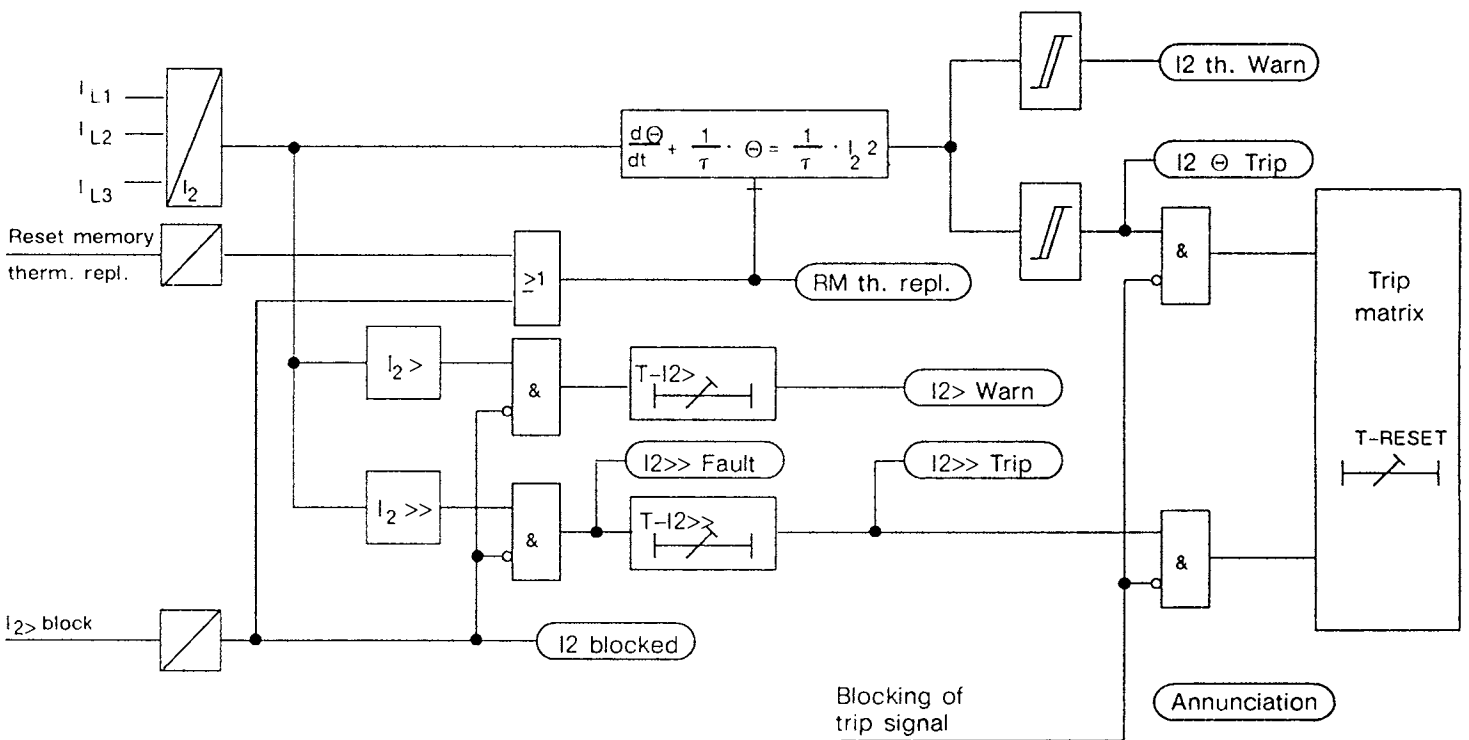 I2 th. Warn
I L1
I L2
I L3
I2
dΘ/dt + 1/τ · Θ = 1/τ · I2 2
I2 Θ Trip
Reset memory
therm. repl.
≥1
RM th. repl.
&
Trip
matrix
I2 >
&
T-I2>
I2> Warn
I2>> Fault
I2>> Trip
T-RESET
I2 >>
&
T-I2>>
&
I2> block
I2 blocked
Blocking of
trip signal
Annunciation